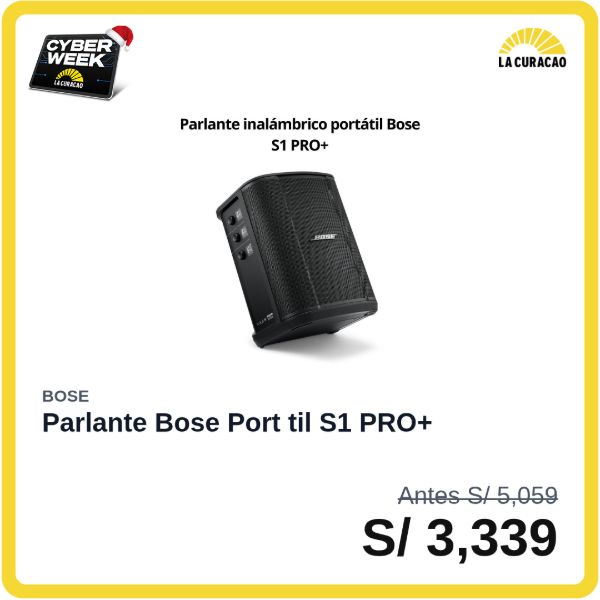 CYBER
WEEK
LA CURACAO
LA CURACAO
Parlante inalámbrico portátil Bose
S1 PRO+
BOSE
BOSE
Parlante Bose Port til S1 PRO+
Antes S/ 5,059
S/ 3,339